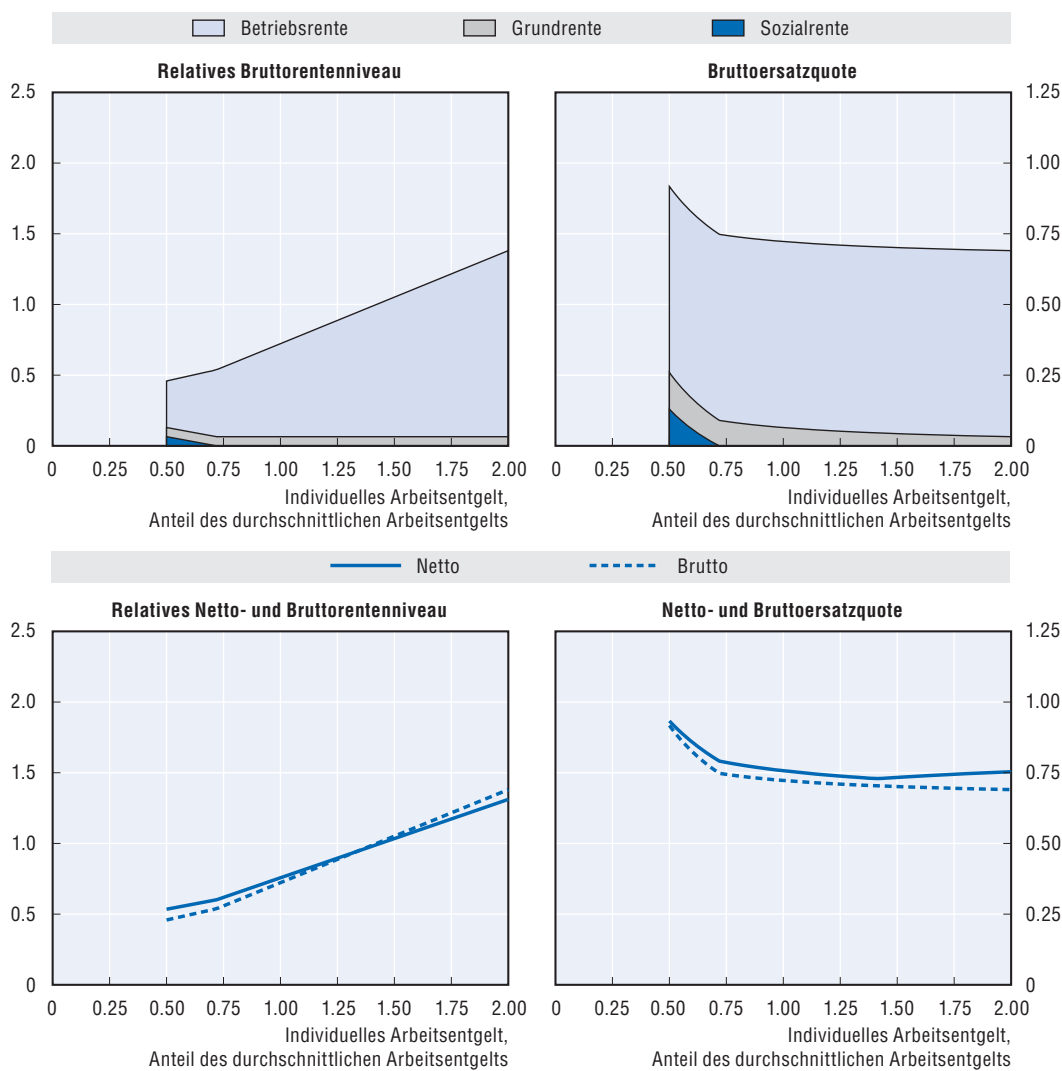 Betriebsrente Grundrente Sozialrente
Relatives Bruttorentenniveau
2.5
2.0
1.5
1.0
0.5
0
0 0.25 0.50 0.75 1.00 1.25 1.50 1.75 2.00
Individuelles Arbeitsentgelt,
Anteil des durchschnittlichen Arbeitsentgelts
Bruttoersatzquote
1.25
1.00
0.75
0.50
0.25
0
0 0.25 0.50 0.75 1.00 1.25 1.50 1.75 2.00
Individuelles Arbeitsentgelt,
Anteil des durchschnittlichen Arbeitsentgelts
Netto Brutto
Relatives Netto- und Bruttorentenniveau
2.5
2.0
1.5
1.0
0.5
0
0 0.25 0.50 0.75 1.00 1.25 1.50 1.75 2.00
Individuelles Arbeitsentgelt,
Anteil des durchschnittlichen Arbeitsentgelts
Netto- und Bruttoersatzquote
1.25
1.00
0.75
0.50
0.25
0
0 0.25 0.50 0.75 1.00 1.25 1.50 1.75 2.00
Individuelles Arbeitsentgelt,
Anteil des durchschnittlichen Arbeitsentgelts